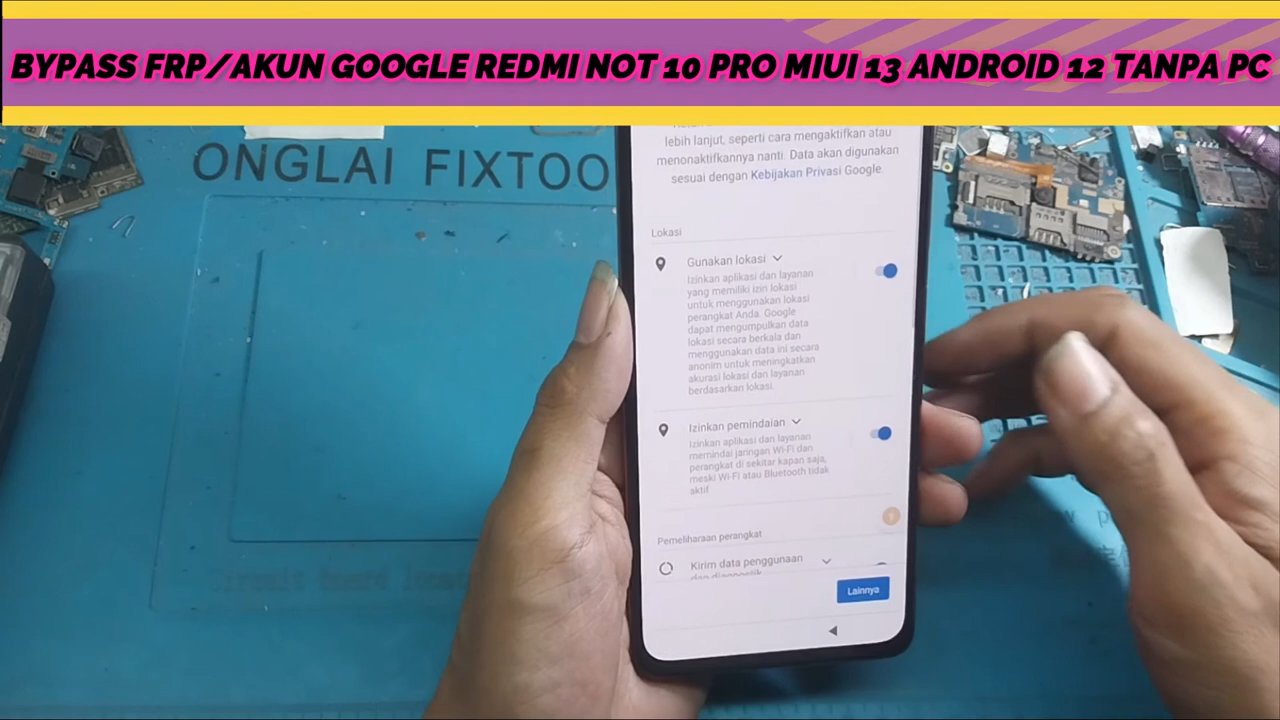 BYPASS FRP/AKUN GOOGLE REDMI NOT 10 PRO MIUI 13 ANDROID 12 TANPA PC
ONGLAI FIXTOO
lebih lanjut, seperti cara mengaktifkan atau
menonaktifkannya nanti. Data akan digunakan
sesuai dengan Kebijakan Privasi Google.
Lokasi
Gunakan lokasi
Izinkan aplikasi dan layanan
yang memiliki izin lokasi
untuk menggunakan lokasi
perangkat Anda. Google
dapat mengumpulkan data
lokasi secara berkala dan
menggunakan data ini secara
anonim untuk meningkatkan
akurasi lokasi dan layanan
berdasarkan lokasi.
Izinkan pemindaian
Izinkan aplikasi dan layanan
memindai jaringan Wi-Fi dan
perangkat di sekitar kapan saja,
meski Wi-Fi atau Bluetooth tidak
aktif
Pemeliharaan perangkat
Kirim data penggunaan
dan diagnostik
Lainnya